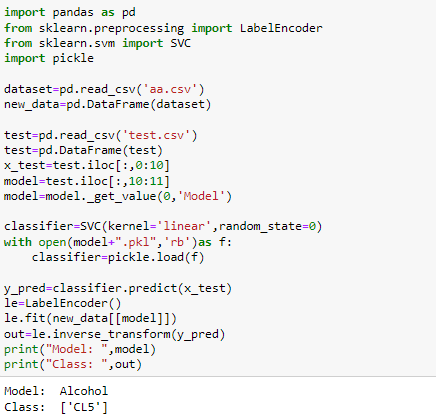 import pandas as pd
from sklearn.preprocessing import LabelEncoder
from sklearn.svm import SVC
import pickle
dataset=pd.read_csv('aa.csv')
new_data=pd.DataFrame(dataset)
test=pd.read_csv('test.csv')
test=pd.DataFrame(test)
x_test=test.iloc[:,0:10]
model=test.iloc[:,10:11]
model=model._get_value(0,'Model')
classifier=SVC(kernel='linear',random_state=0)
with open(model+".pkl",'rb')as f:
    classifier=pickle.load(f)
y_pred=classifier.predict(x_test)
le=LabelEncoder()
le.fit(new_data[[model]])
out=le.inverse_transform(y_pred)
print("Model: ",model)
print("Class: ",out)
Model:  Alcohol
Class:  ['CL5']